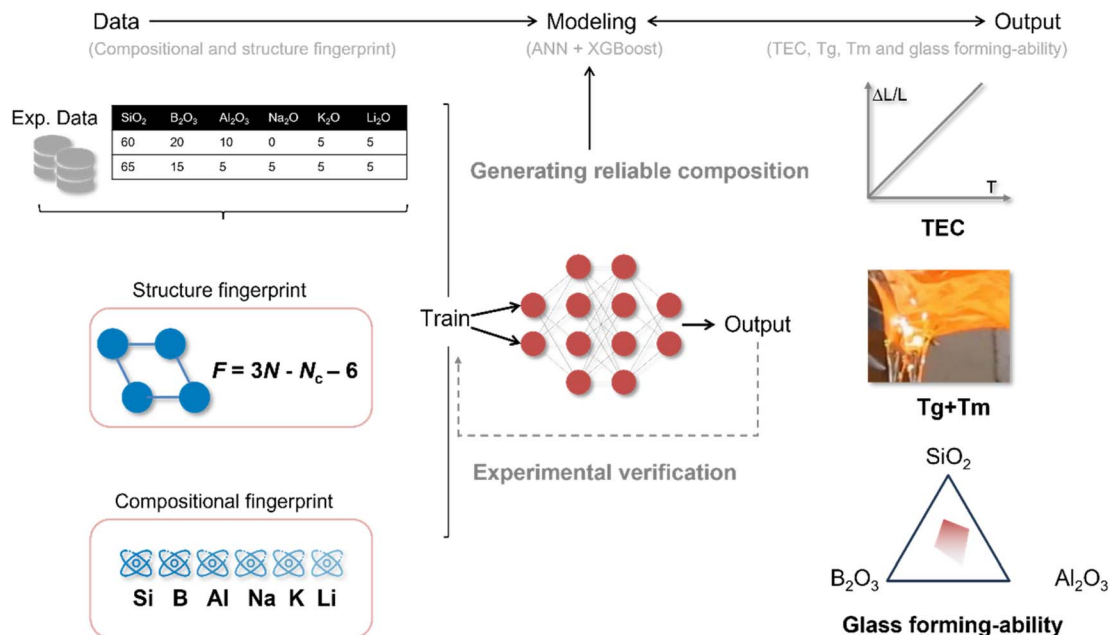 Data Modeling Output
(Compositional and structure fingerprint) (ANN + XGBoost) (TEC, Tg, Tm and glass forming-ability)
Exp. Data
SiO₂ B₂O₃ Al₂O₃ Na₂O K₂O Li₂O
60 20 10 0 5 5
65 15 5 5 5 5
Structure fingerprint
F = 3N - N_c – 6
Compositional fingerprint
Si B Al Na K Li
Generating reliable composition
Train
Output
Experimental verification
ΔL/L
T
TEC
Tg+Tm
SiO₂
B₂O₃ Al₂O₃
Glass forming-ability